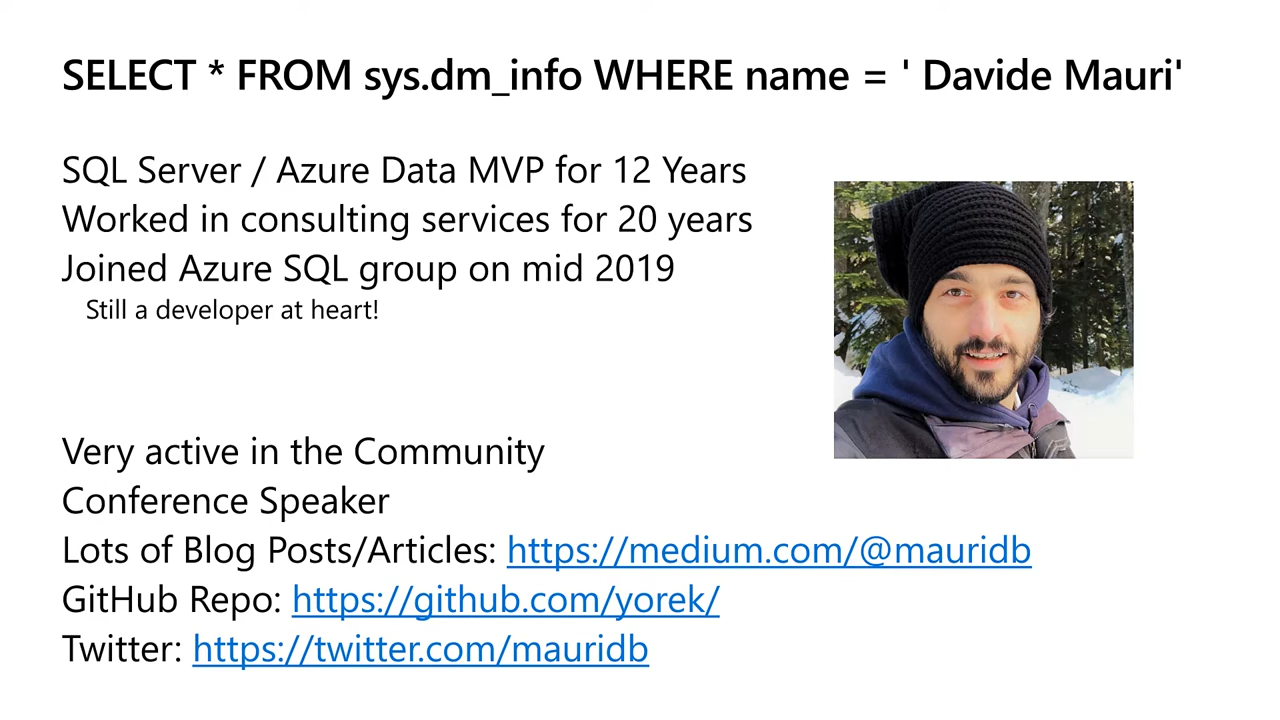 SELECT * FROM sys.dm_info WHERE name = ' Davide Mauri'
SQL Server / Azure Data MVP for 12 Years
Worked in consulting services for 20 years
Joined Azure SQL group on mid 2019
Still a developer at heart!
Very active in the Community
Conference Speaker
Lots of Blog Posts/Articles: https://medium.com/@mauridb
GitHub Repo: https://github.com/yorek/
Twitter: https://twitter.com/mauridb